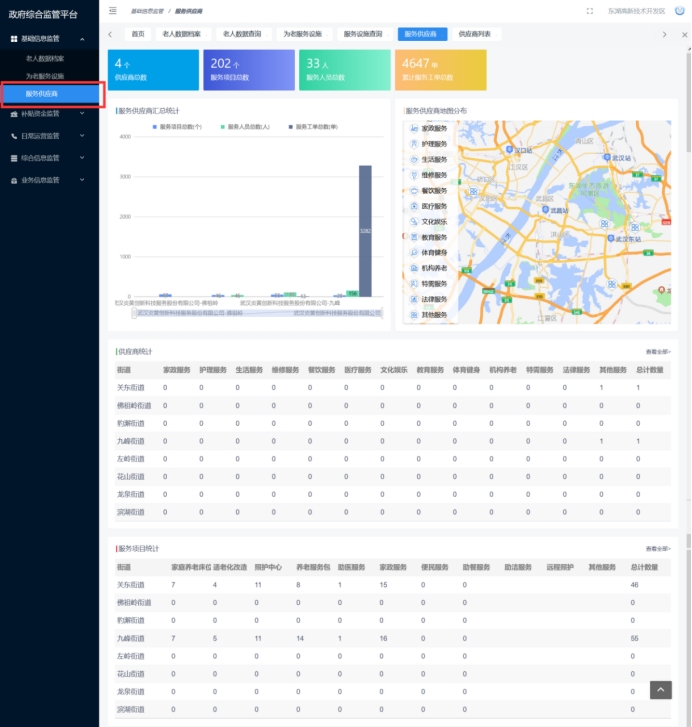 政府综合监管平台
基础信息监管 / 服务供应商
东湖高新技术开发区
基础信息监管
老人数据档案
为老服务设施
服务供应商
补贴资金监管
日常运营监管
综合信息监管
业务信息监管
首页 老人数据档案 老人数据查询 为老服务设施 服务设施查询 服务供应商 供应商列表
4 个
供应商总数
202 个
服务项目总数
33 人
服务人员总数
4647 单
累计服务工单总数
服务供应商汇总统计
服务项目总数(个) 服务人员总数(人) 服务工单总数(单)
4000
3000
2000
1000
0
服务供应商地图分布
家政服务
护理服务
生活服务
维修服务
餐饮服务
医疗服务
文化娱乐
教育服务
体育健身
机构养老
特需服务
法律服务
其他服务
汉口站
武汉站
武昌站
武汉东站
青山区
江汉区
武昌区
江夏区
供应商统计 查看全部>
街道 家政服务 护理服务 生活服务 维修服务 餐饮服务 医疗服务 文化娱乐 教育服务 体育健身 机构养老 特需服务 法律服务 其他服务 总计数量
关东街道 0 0 0 0 0 0 0 0 0 0 0 0 1 1
佛祖岭街道 0 0 0 0 0 0 0 0 0 0 0 0 0 0
豹澥街道 0 0 0 0 0 0 0 0 0 0 0 0 0 0
九峰街道 0 0 0 0 0 0 0 0 0 0 0 0 1 1
左岭街道 0 0 0 0 0 0 0 0 0 0 0 0 0 0
花山街道 0 0 0 0 0 0 0 0 0 0 0 0 0 0
龙泉街道 0 0 0 0 0 0 0 0 0 0 0 0 0 0
滨湖街道 0 0 0 0 0 0 0 0 0 0 0 0 0 0
服务项目统计 查看全部>
街道 家庭养老床位 适老化改造 照护中心 养老服务包 助医服务 家政服务 便民服务 助餐服务 助洁服务 远程照护 其他服务 总计数量
关东街道 7 4 11 8 1 15 0 0 46
佛祖岭街道 0 0 0 0 0 0 0 0 0
豹澥街道 0 0 0 0 0 0 0 0 0
九峰街道 7 5 11 14 1 16 0 0 55
左岭街道 0 0 0 0 0 0 0 0 0
花山街道 0 0 0 0 0 0 0 0 0
龙泉街道 0 0 0 0 0 0 0 0 0
滨湖街道 0 0 0 0 0 0 0 0 0